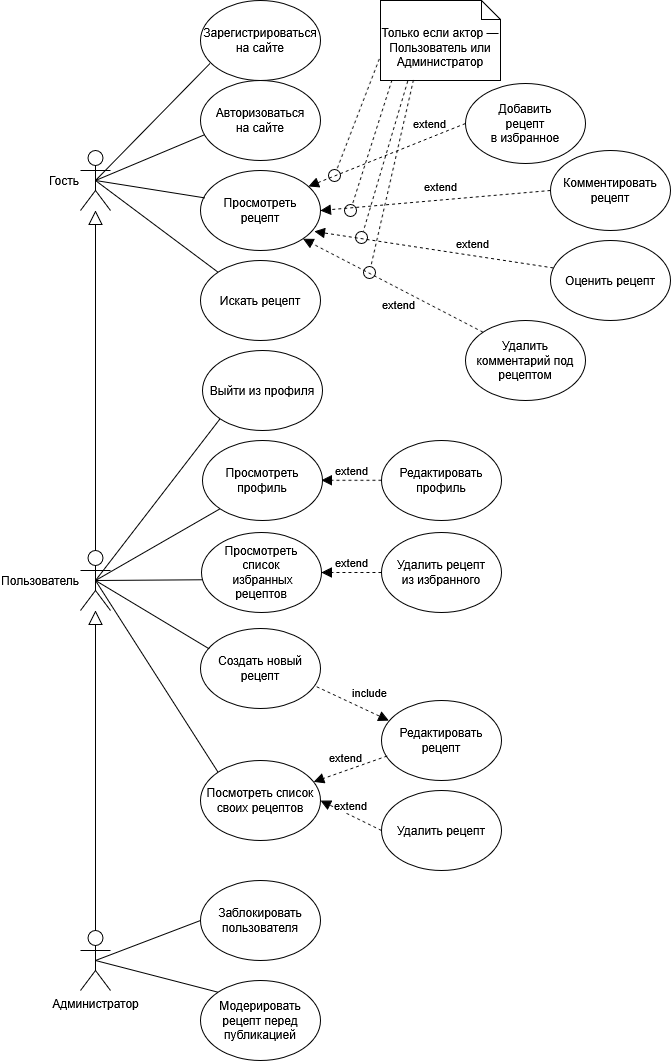 Зарегистрироваться
на сайте
Только если актор —
Пользователь или
Администратор
Авторизоваться
на сайте
extend
Добавить
рецепт
в избранное
Гость
Просмотреть
рецепт
extend
Комментировать
рецепт
extend
Оценить рецепт
Искать рецепт
extend
Удалить
комментарий под
рецептом
Выйти из профиля
Просмотреть
профиль
extend
Редактировать
профиль
Пользователь
Просмотреть
список
избранных
рецептов
extend
Удалить рецепт
из избранного
Создать новый
рецепт
include
Редактировать
рецепт
extend
Посмотреть список
своих рецептов
extend
Удалить рецепт
Заблокировать
пользователя
Администратор
Модерировать
рецепт перед
публикацией